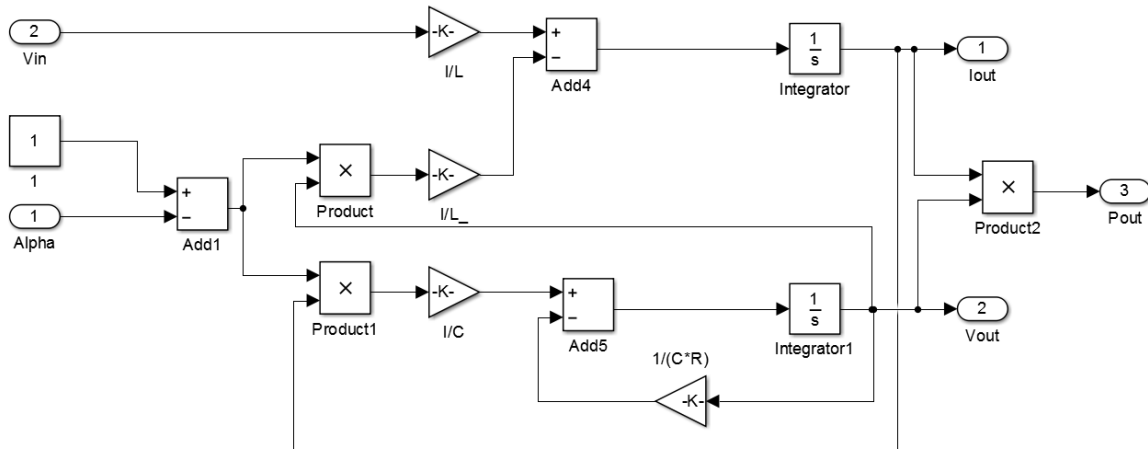 2
Vin
-K-
I/L
+
−
Add4
1
s
Integrator
1
Iout
1
1
+
−
Add1
1
Alpha
×
Product
-K-
I/L_
×
Product2
3
Pout
×
Product1
-K-
I/C
+
−
Add5
1
s
Integrator1
2
Vout
1/(C*R)
-K-